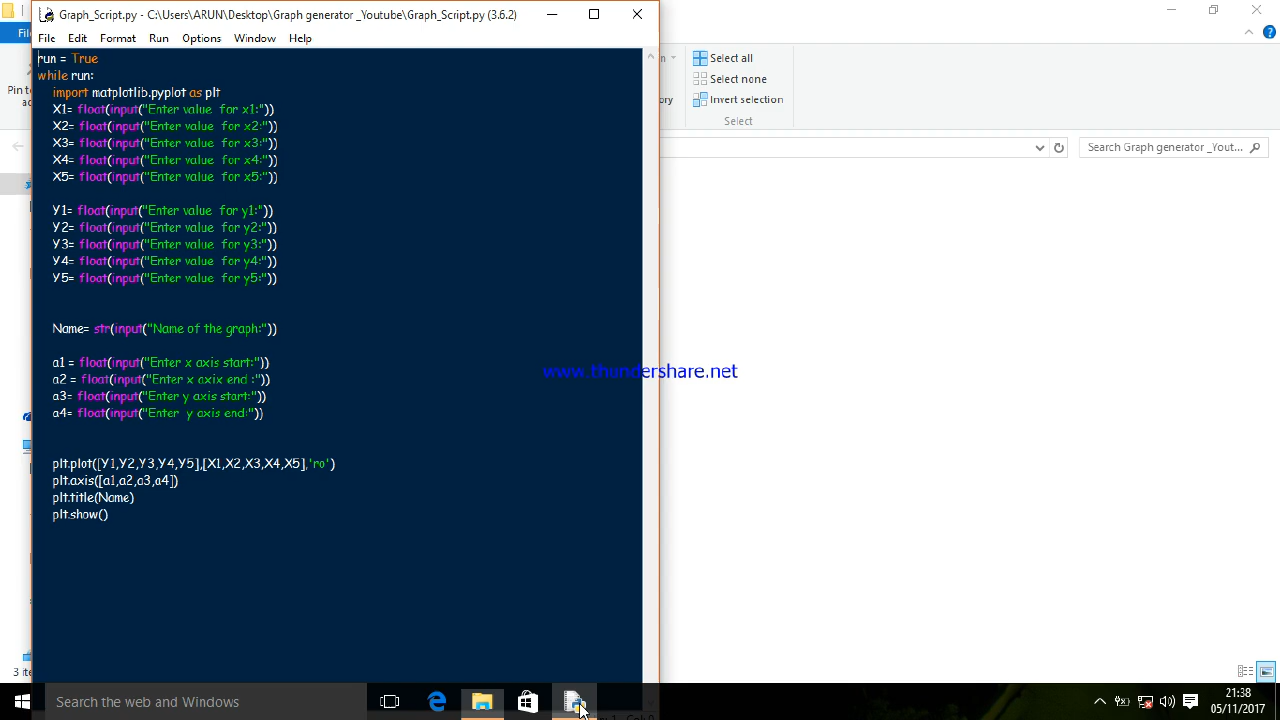 Graph_Script.py - C:\Users\ARUN\Desktop\Graph generator _Youtube\Graph_Script.py (3.6.2)
File Edit Format Run Options Window Help
run = True
while run:
import matplotlib.pyplot as plt
X1= float(input("Enter value  for x1:"))
X2= float(input("Enter value  for x2:"))
X3= float(input("Enter value  for x3:"))
X4= float(input("Enter value  for x4:"))
X5= float(input("Enter value  for x5:"))
Y1= float(input("Enter value  for y1:"))
Y2= float(input("Enter value  for y2:"))
Y3= float(input("Enter value  for y3:"))
Y4= float(input("Enter value  for y4:"))
Y5= float(input("Enter value  for y5:"))
Name= str(input("Name of the graph:"))
a1 = float(input("Enter x axis start:"))
a2 = float(input("Enter x axix end :"))
a3= float(input("Enter y axis start:"))
a4= float(input("Enter  y axis end:"))
plt.plot([Y1,Y2,Y3,Y4,Y5],[X1,X2,X3,X4,X5],'ro')
plt.axis([a1,a2,a3,a4])
plt.title(Name)
plt.show()
Select all
Select none
Invert selection
Select
Search Graph generator _Yout...
www.thundershare.net
Pin to
3 ite
Search the web and Windows
21:38
05/11/2017